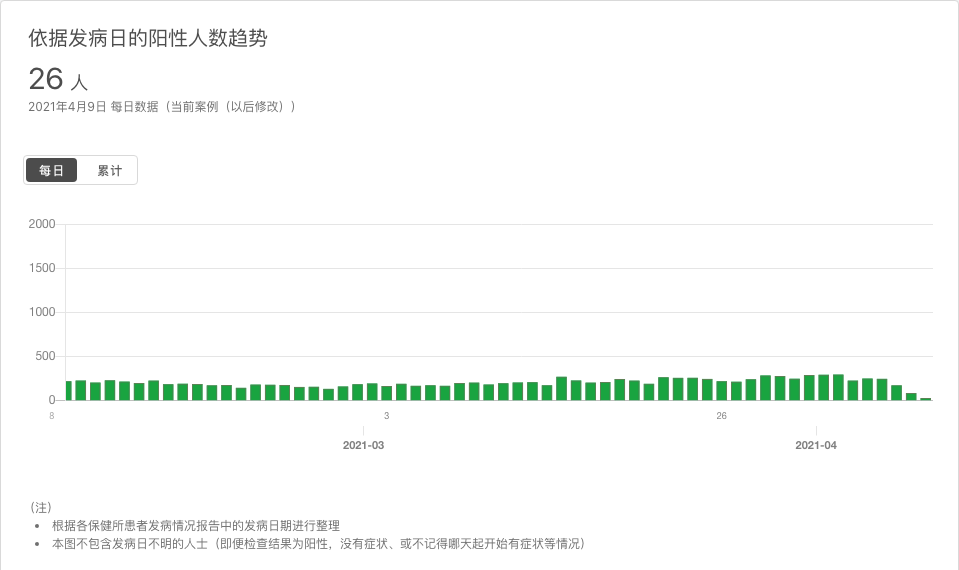 依据发病日的阳性人数趋势
26 人
2021年4月9日 每日数据（当前案例（以后修改））
每日 累计
2000
1500
1000
500
0
8 3 26
2021-03 2021-04
（注）
• 根据各保健所患者发病情况报告中的发病日期进行整理
• 本图不包含发病日不明的人士（即便检查结果为阳性，没有症状、或不记得哪天起开始有症状等情况）